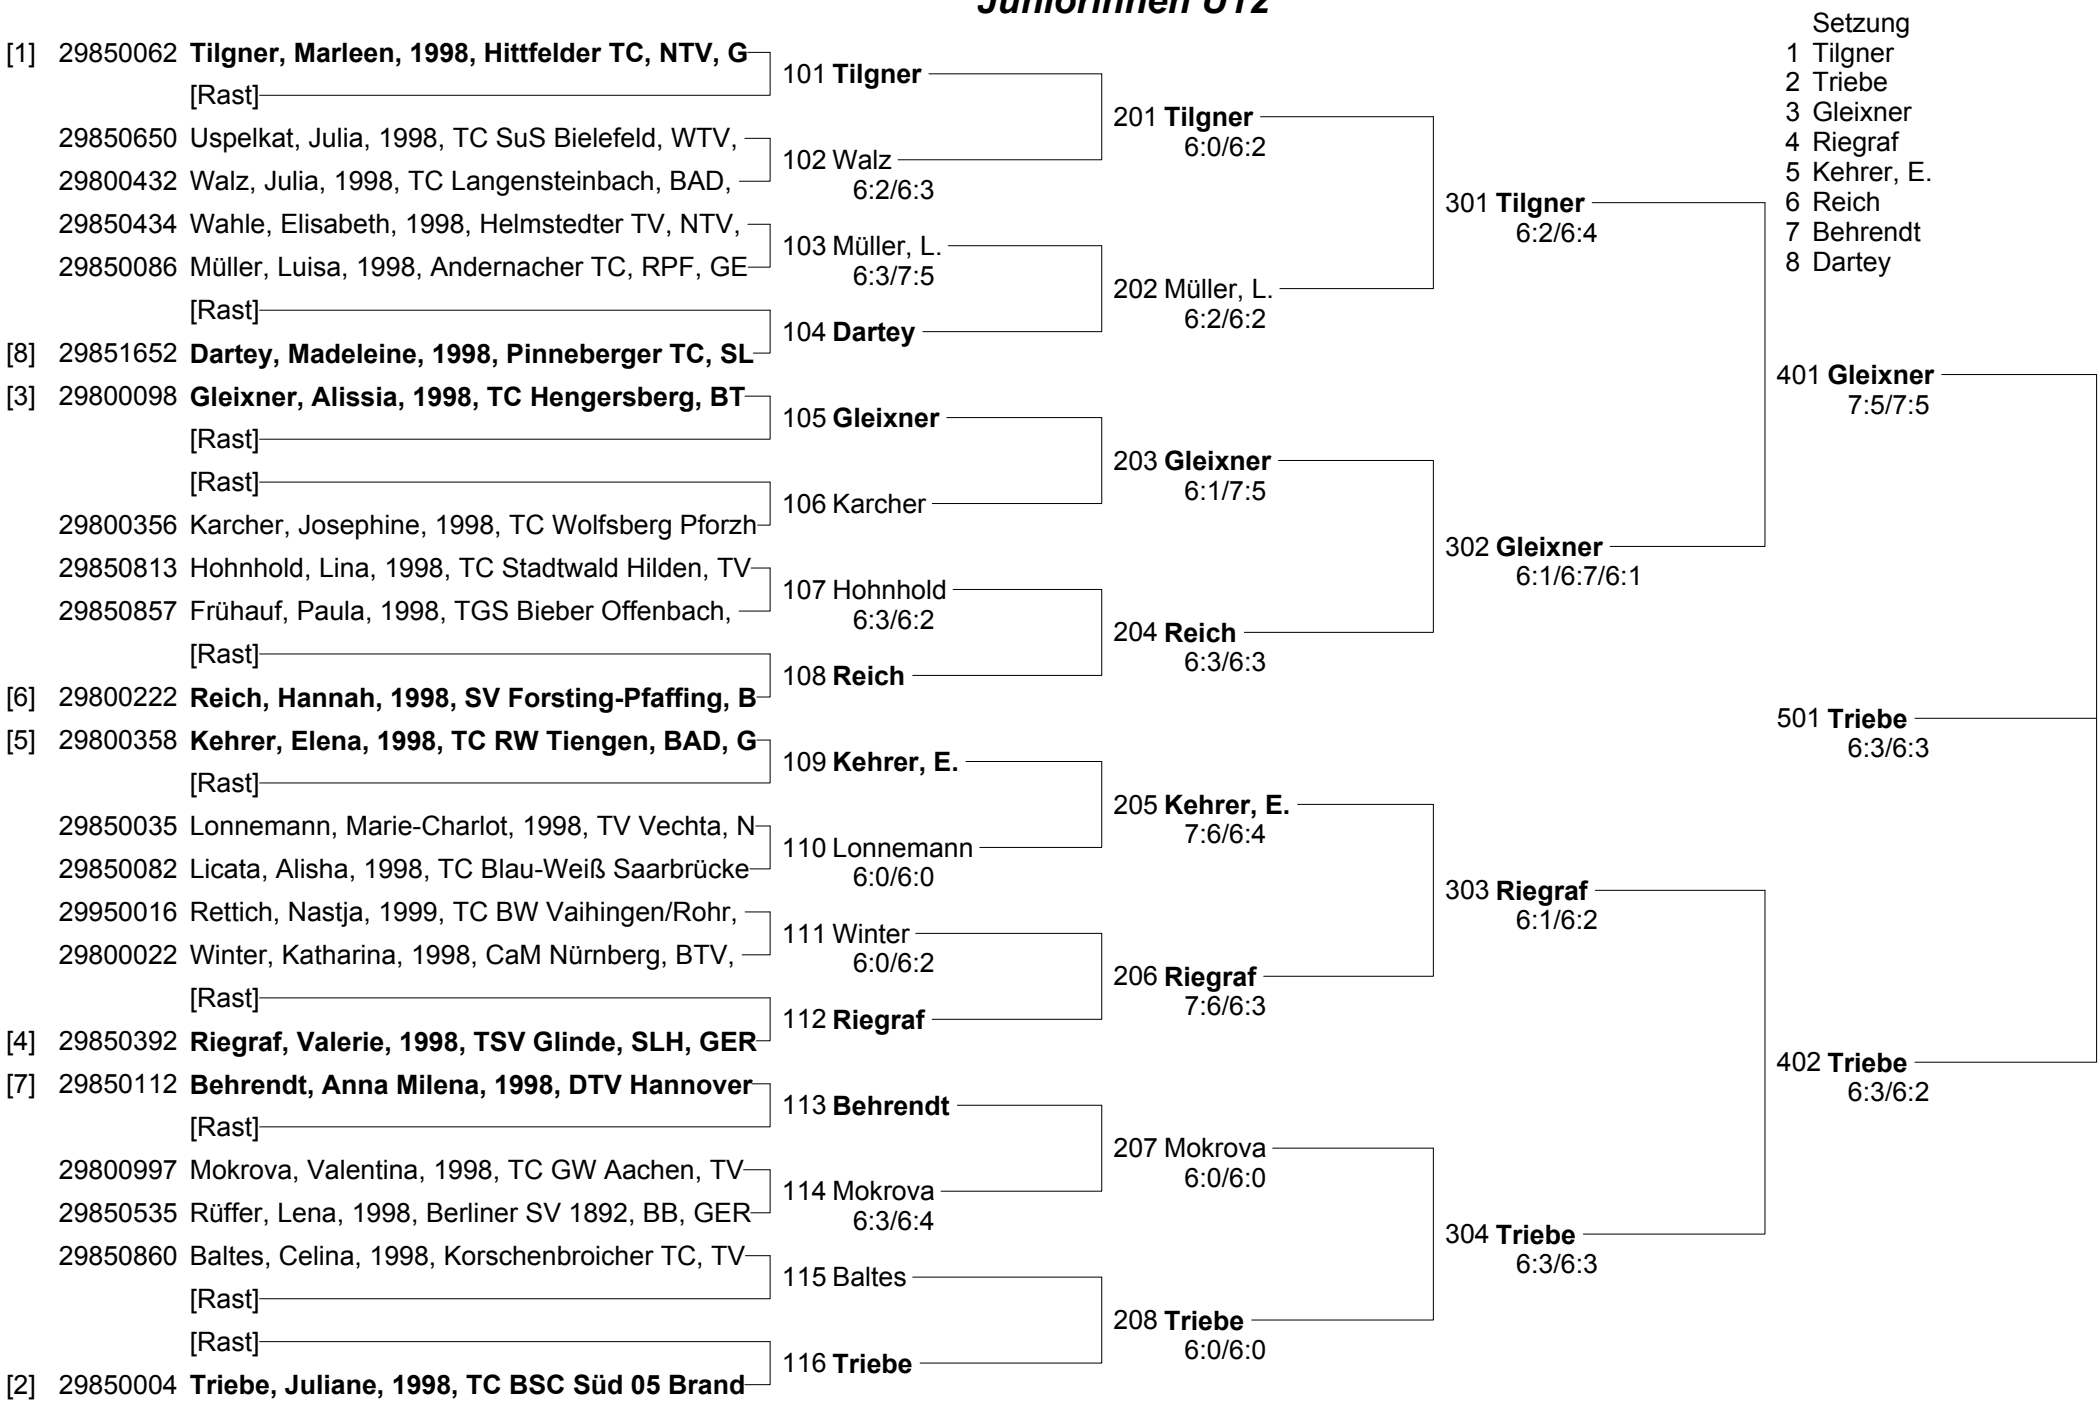 Juniorinnen U12
Setzung
1 Tilgner
2 Triebe
3 Gleixner
4 Riegraf
5 Kehrer, E.
6 Reich
7 Behrendt
8 Dartey
[1] 29850062 Tilgner, Marleen, 1998, Hittfelder TC, NTV, G
[Rast]
29850650 Uspelkat, Julia, 1998, TC SuS Bielefeld, WTV,
29800432 Walz, Julia, 1998, TC Langensteinbach, BAD,
29850434 Wahle, Elisabeth, 1998, Helmstedter TV, NTV,
29850086 Müller, Luisa, 1998, Andernacher TC, RPF, GE
[Rast]
[8] 29851652 Dartey, Madeleine, 1998, Pinneberger TC, SL
[3] 29800098 Gleixner, Alissia, 1998, TC Hengersberg, BT
[Rast]
[Rast]
29800356 Karcher, Josephine, 1998, TC Wolfsberg Pforzh
29850813 Hohnhold, Lina, 1998, TC Stadtwald Hilden, TV
29850857 Frühauf, Paula, 1998, TGS Bieber Offenbach,
[Rast]
[6] 29800222 Reich, Hannah, 1998, SV Forsting-Pfaffing, B
[5] 29800358 Kehrer, Elena, 1998, TC RW Tiengen, BAD, G
[Rast]
29850035 Lonnemann, Marie-Charlot, 1998, TV Vechta, N
29850082 Licata, Alisha, 1998, TC Blau-Weiß Saarbrücke
29950016 Rettich, Nastja, 1999, TC BW Vaihingen/Rohr,
29800022 Winter, Katharina, 1998, CaM Nürnberg, BTV,
[Rast]
[4] 29850392 Riegraf, Valerie, 1998, TSV Glinde, SLH, GER
[7] 29850112 Behrendt, Anna Milena, 1998, DTV Hannover
[Rast]
29800997 Mokrova, Valentina, 1998, TC GW Aachen, TV
29850535 Rüffer, Lena, 1998, Berliner SV 1892, BB, GER
29850860 Baltes, Celina, 1998, Korschenbroicher TC, TV
[Rast]
[Rast]
[2] 29850004 Triebe, Juliane, 1998, TC BSC Süd 05 Brand
101 Tilgner
102 Walz
6:2/6:3
103 Müller, L.
6:3/7:5
104 Dartey
105 Gleixner
106 Karcher
107 Hohnhold
6:3/6:2
108 Reich
109 Kehrer, E.
110 Lonnemann
6:0/6:0
111 Winter
6:0/6:2
112 Riegraf
113 Behrendt
114 Mokrova
6:3/6:4
115 Baltes
116 Triebe
201 Tilgner
6:0/6:2
202 Müller, L.
6:2/6:2
203 Gleixner
6:1/7:5
204 Reich
6:3/6:3
205 Kehrer, E.
7:6/6:4
206 Riegraf
7:6/6:3
207 Mokrova
6:0/6:0
208 Triebe
6:0/6:0
301 Tilgner
6:2/6:4
302 Gleixner
6:1/6:7/6:1
303 Riegraf
6:1/6:2
304 Triebe
6:3/6:3
401 Gleixner
7:5/7:5
501 Triebe
6:3/6:3
402 Triebe
6:3/6:2